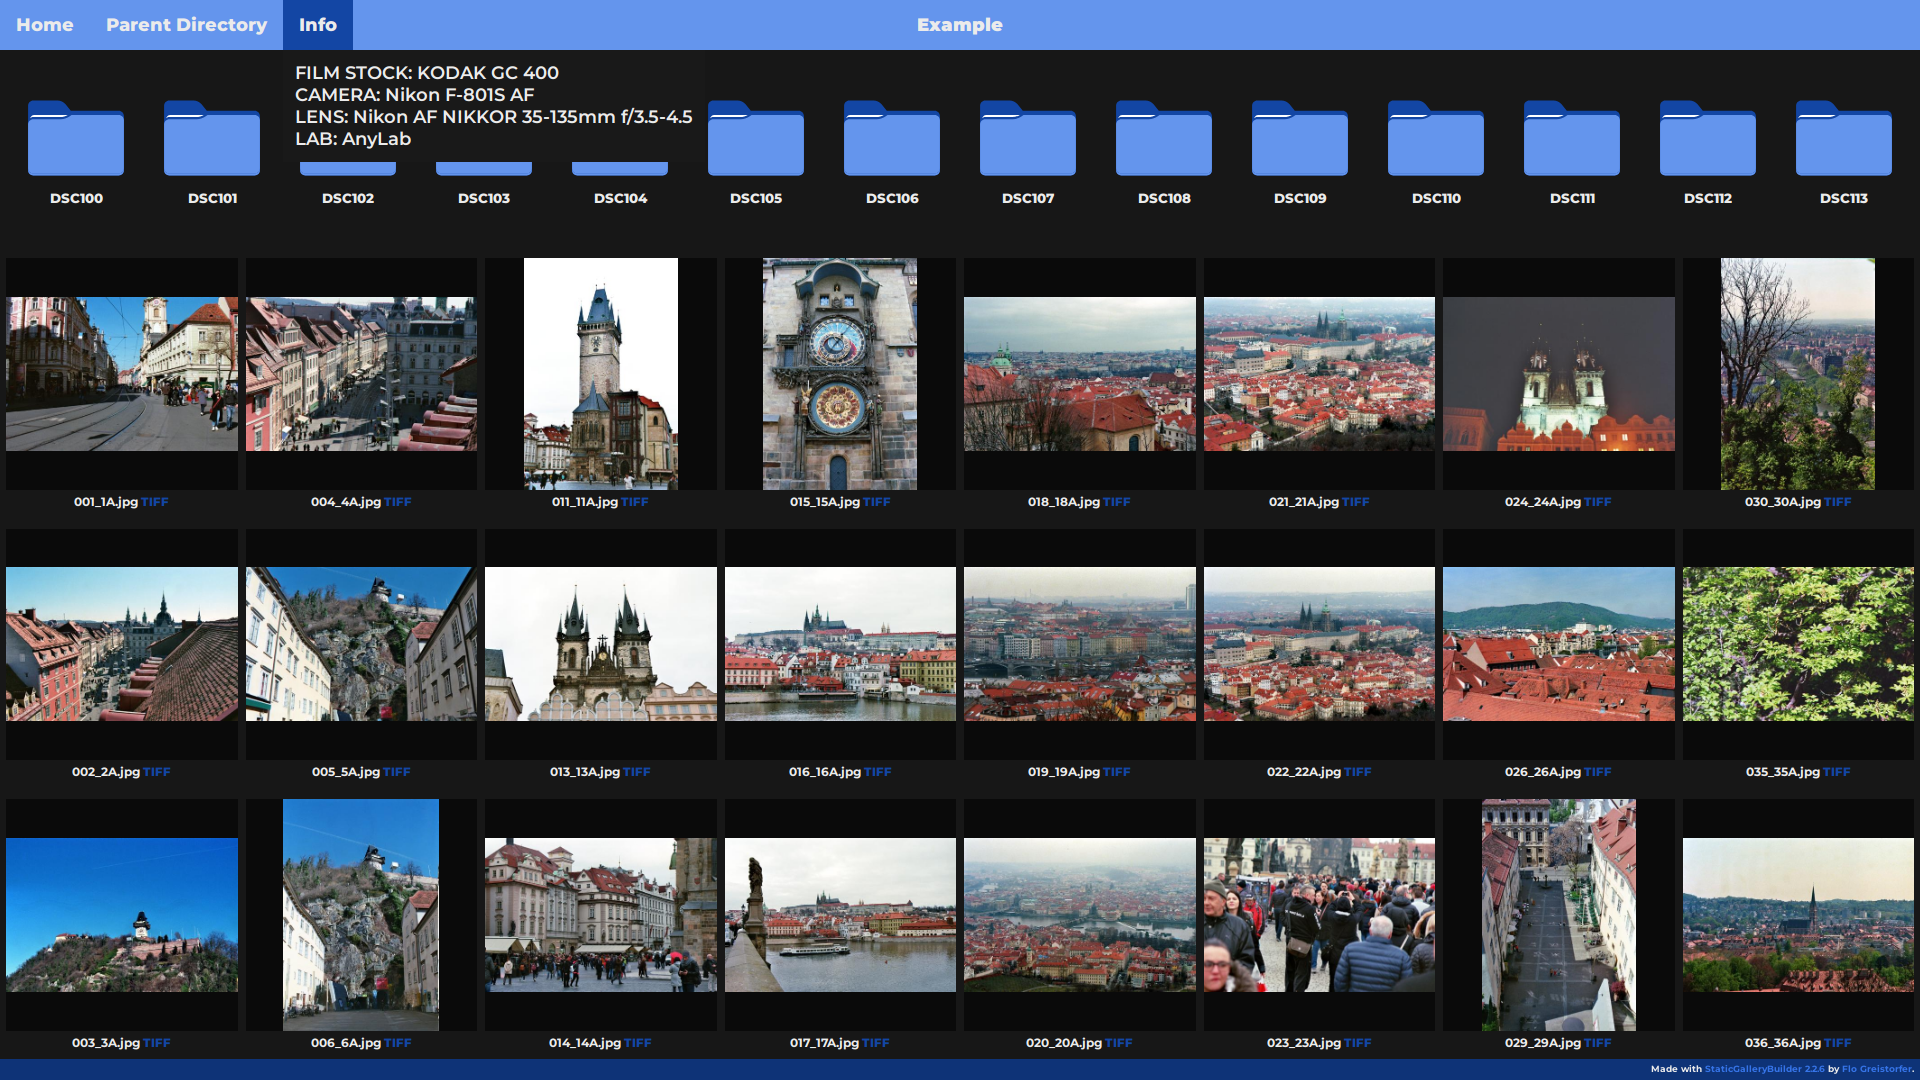 Home Parent Directory Info Example
FILM STOCK: KODAK GC 400
CAMERA: Nikon F-801S AF
LENS: Nikon AF NIKKOR 35-135mm f/3.5-4.5
LAB: AnyLab
DSC100 DSC101 DSC102 DSC103 DSC104 DSC105 DSC106 DSC107 DSC108 DSC109 DSC110 DSC111 DSC112 DSC113
001_1A.jpg TIFF 004_4A.jpg TIFF 011_11A.jpg TIFF 015_15A.jpg TIFF 018_18A.jpg TIFF 021_21A.jpg TIFF 024_24A.jpg TIFF 030_30A.jpg TIFF
002_2A.jpg TIFF 005_5A.jpg TIFF 013_13A.jpg TIFF 016_16A.jpg TIFF 019_19A.jpg TIFF 022_22A.jpg TIFF 026_26A.jpg TIFF 035_35A.jpg TIFF
003_3A.jpg TIFF 006_6A.jpg TIFF 014_14A.jpg TIFF 017_17A.jpg TIFF 020_20A.jpg TIFF 023_23A.jpg TIFF 029_29A.jpg TIFF 036_36A.jpg TIFF
Made with StaticGalleryBuilder 2.2.6 by Flo Greistorfer.